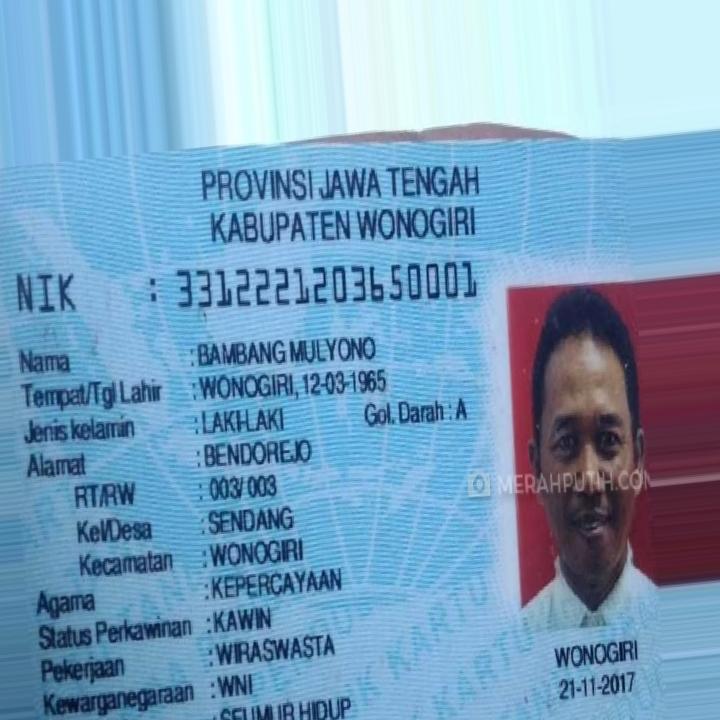 PROVINSI JAWA TENGAH
KABUPATEN WONOGIRI
NIK : 3312221203650001
Nama : BAMBANG MULYONO
Tempat/Tgl Lahir : WONOGIRI, 12-03-1965
Jenis kelamin : LAKI-LAKI Gol. Darah : A
Alamat : BENDOREJO
RT/RW : 003/ 003
Kel/Desa : SENDANG
Kecamatan : WONOGIRI
Agama : KEPERCAYAAN
Status Perkawinan : KAWIN
Pekerjaan : WIRASWASTA
Kewarganegaraan : WNI
: SEUMUR HIDUP
MERAHPUTIH.COM
WONOGIRI
21-11-2017